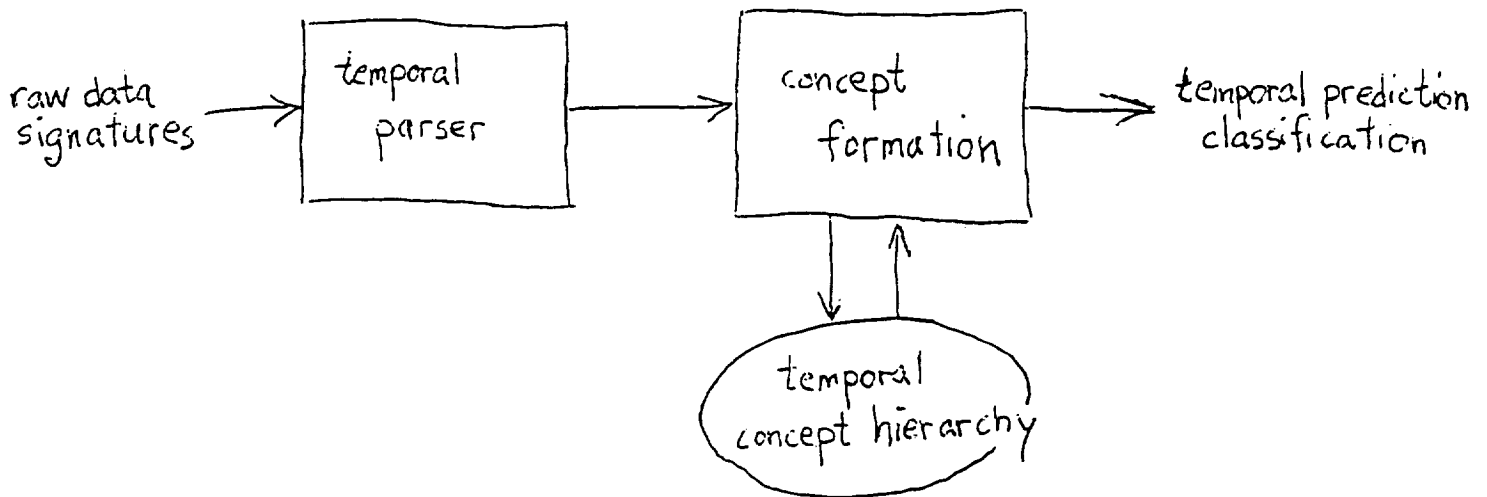 raw data
signatures
temporal
parser
concept
formation
temporal prediction
classification
temporal
concept hierarchy